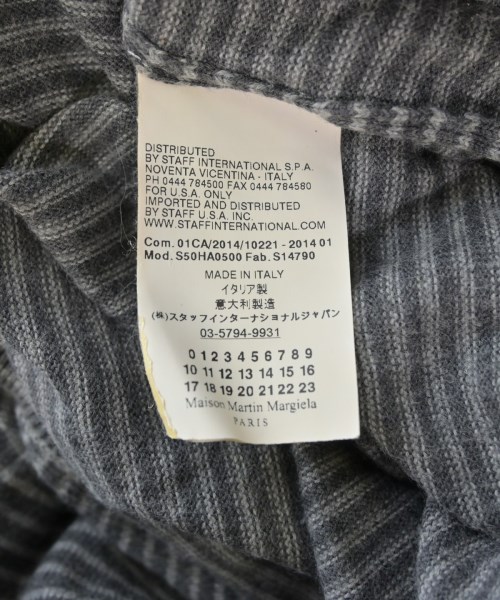 DISTRIBUTED
BY STAFF INTERNATIONAL S.P.A.
NOVENTA VICENTINA - ITALY
PH 0444 784500 FAX 0444 784580
FOR U.S.A. ONLY
IMPORTED AND DISTRIBUTED
BY STAFF U.S.A. INC.
WWW.STAFFINTERNATIONAL.COM
Com. 01CA/2014/10221 - 2014 01
Mod. S50HA0500 Fab. S14790
MADE IN ITALY
イタリア製
意大利製造
(株)スタッフインターナショナルジャパン
03-5794-9931
0 1 2 3 4 5 6 7 8 9
10 11 12 13 14 15 16
17 18 19 20 21 22 23
Maison Martin Margiela
PARIS